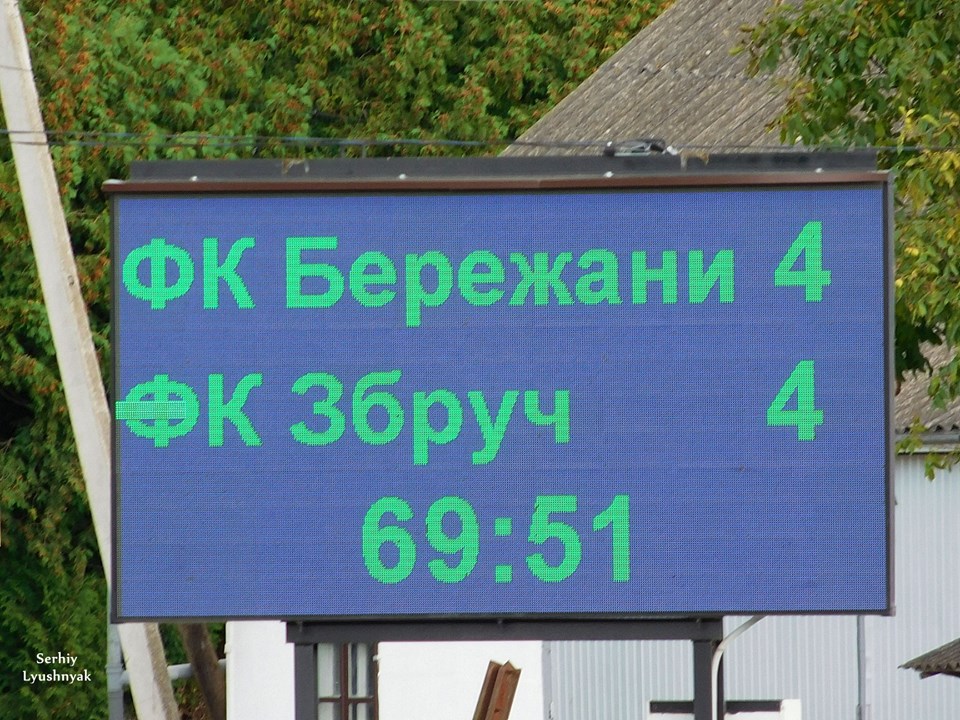 ФК Бережани 4
ФК Збруч 4
69:51
Serhiy
Lyushnyak